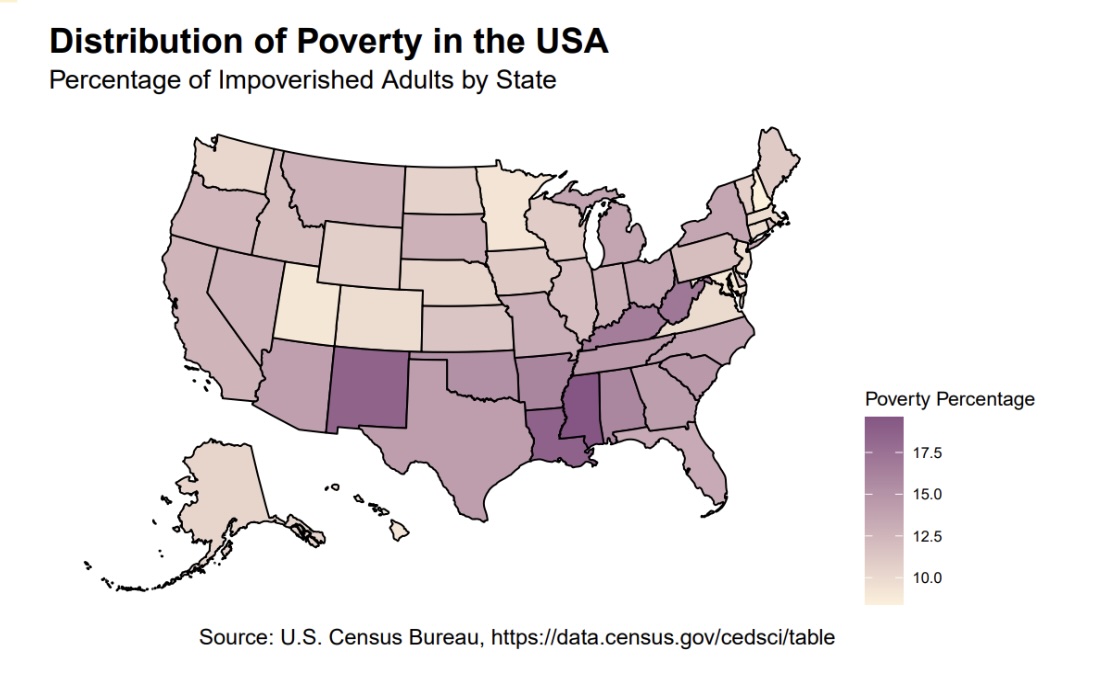 Distribution of Poverty in the USA
Percentage of Impoverished Adults by State
Poverty Percentage
17.5
15.0
12.5
10.0
Source: U.S. Census Bureau, https://data.census.gov/cedsci/table